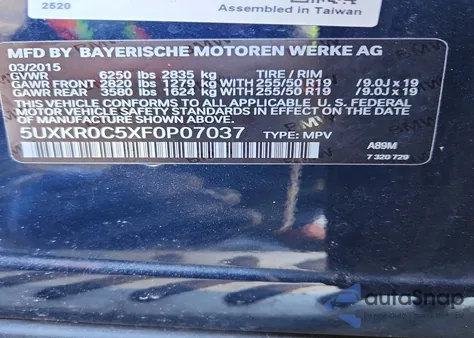 2520
Assembled in Taiwan
MFD BY BAYERISCHE MOTOREN WERKE AG
03/2015
GVWR 6250 lbs 2835 kg TIRE / RIM
GAWR FRONT 2820 lbs 1279 kg WITH 255/50 R19 /9.0J x 19
GAWR REAR 3580 lbs 1624 kg WITH 255/50 R19 /9.0J x 19
THIS VEHICLE CONFORMS TO ALL APPLICABLE U.S. FEDERAL
MOTOR VEHICLE SAFETY STANDARDS IN EFFECT ON THE DATE
OF MANUFACTURE SHOWN ABOVE.
5UXKR0C5XF0P07037 TYPE: MPV
A89M
7 320 729
autoSnap